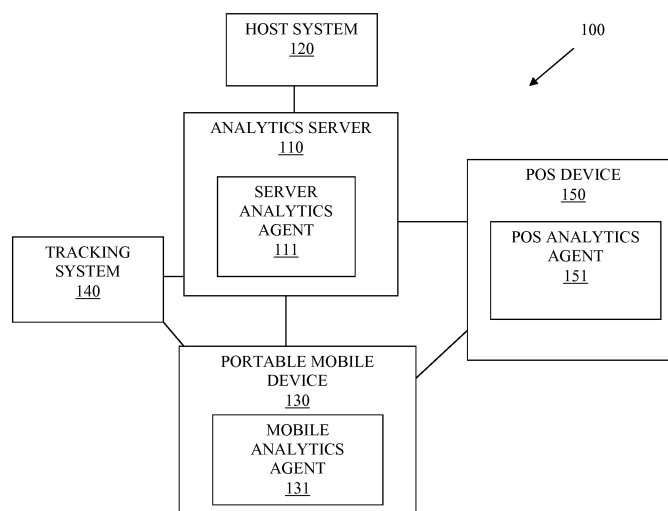 HOST SYSTEM
120
100
ANALYTICS SERVER
110
SERVER
ANALYTICS
AGENT
111
POS DEVICE
150
POS ANALYTICS
AGENT
151
TRACKING
SYSTEM
140
PORTABLE MOBILE
DEVICE
130
MOBILE
ANALYTICS
AGENT
131